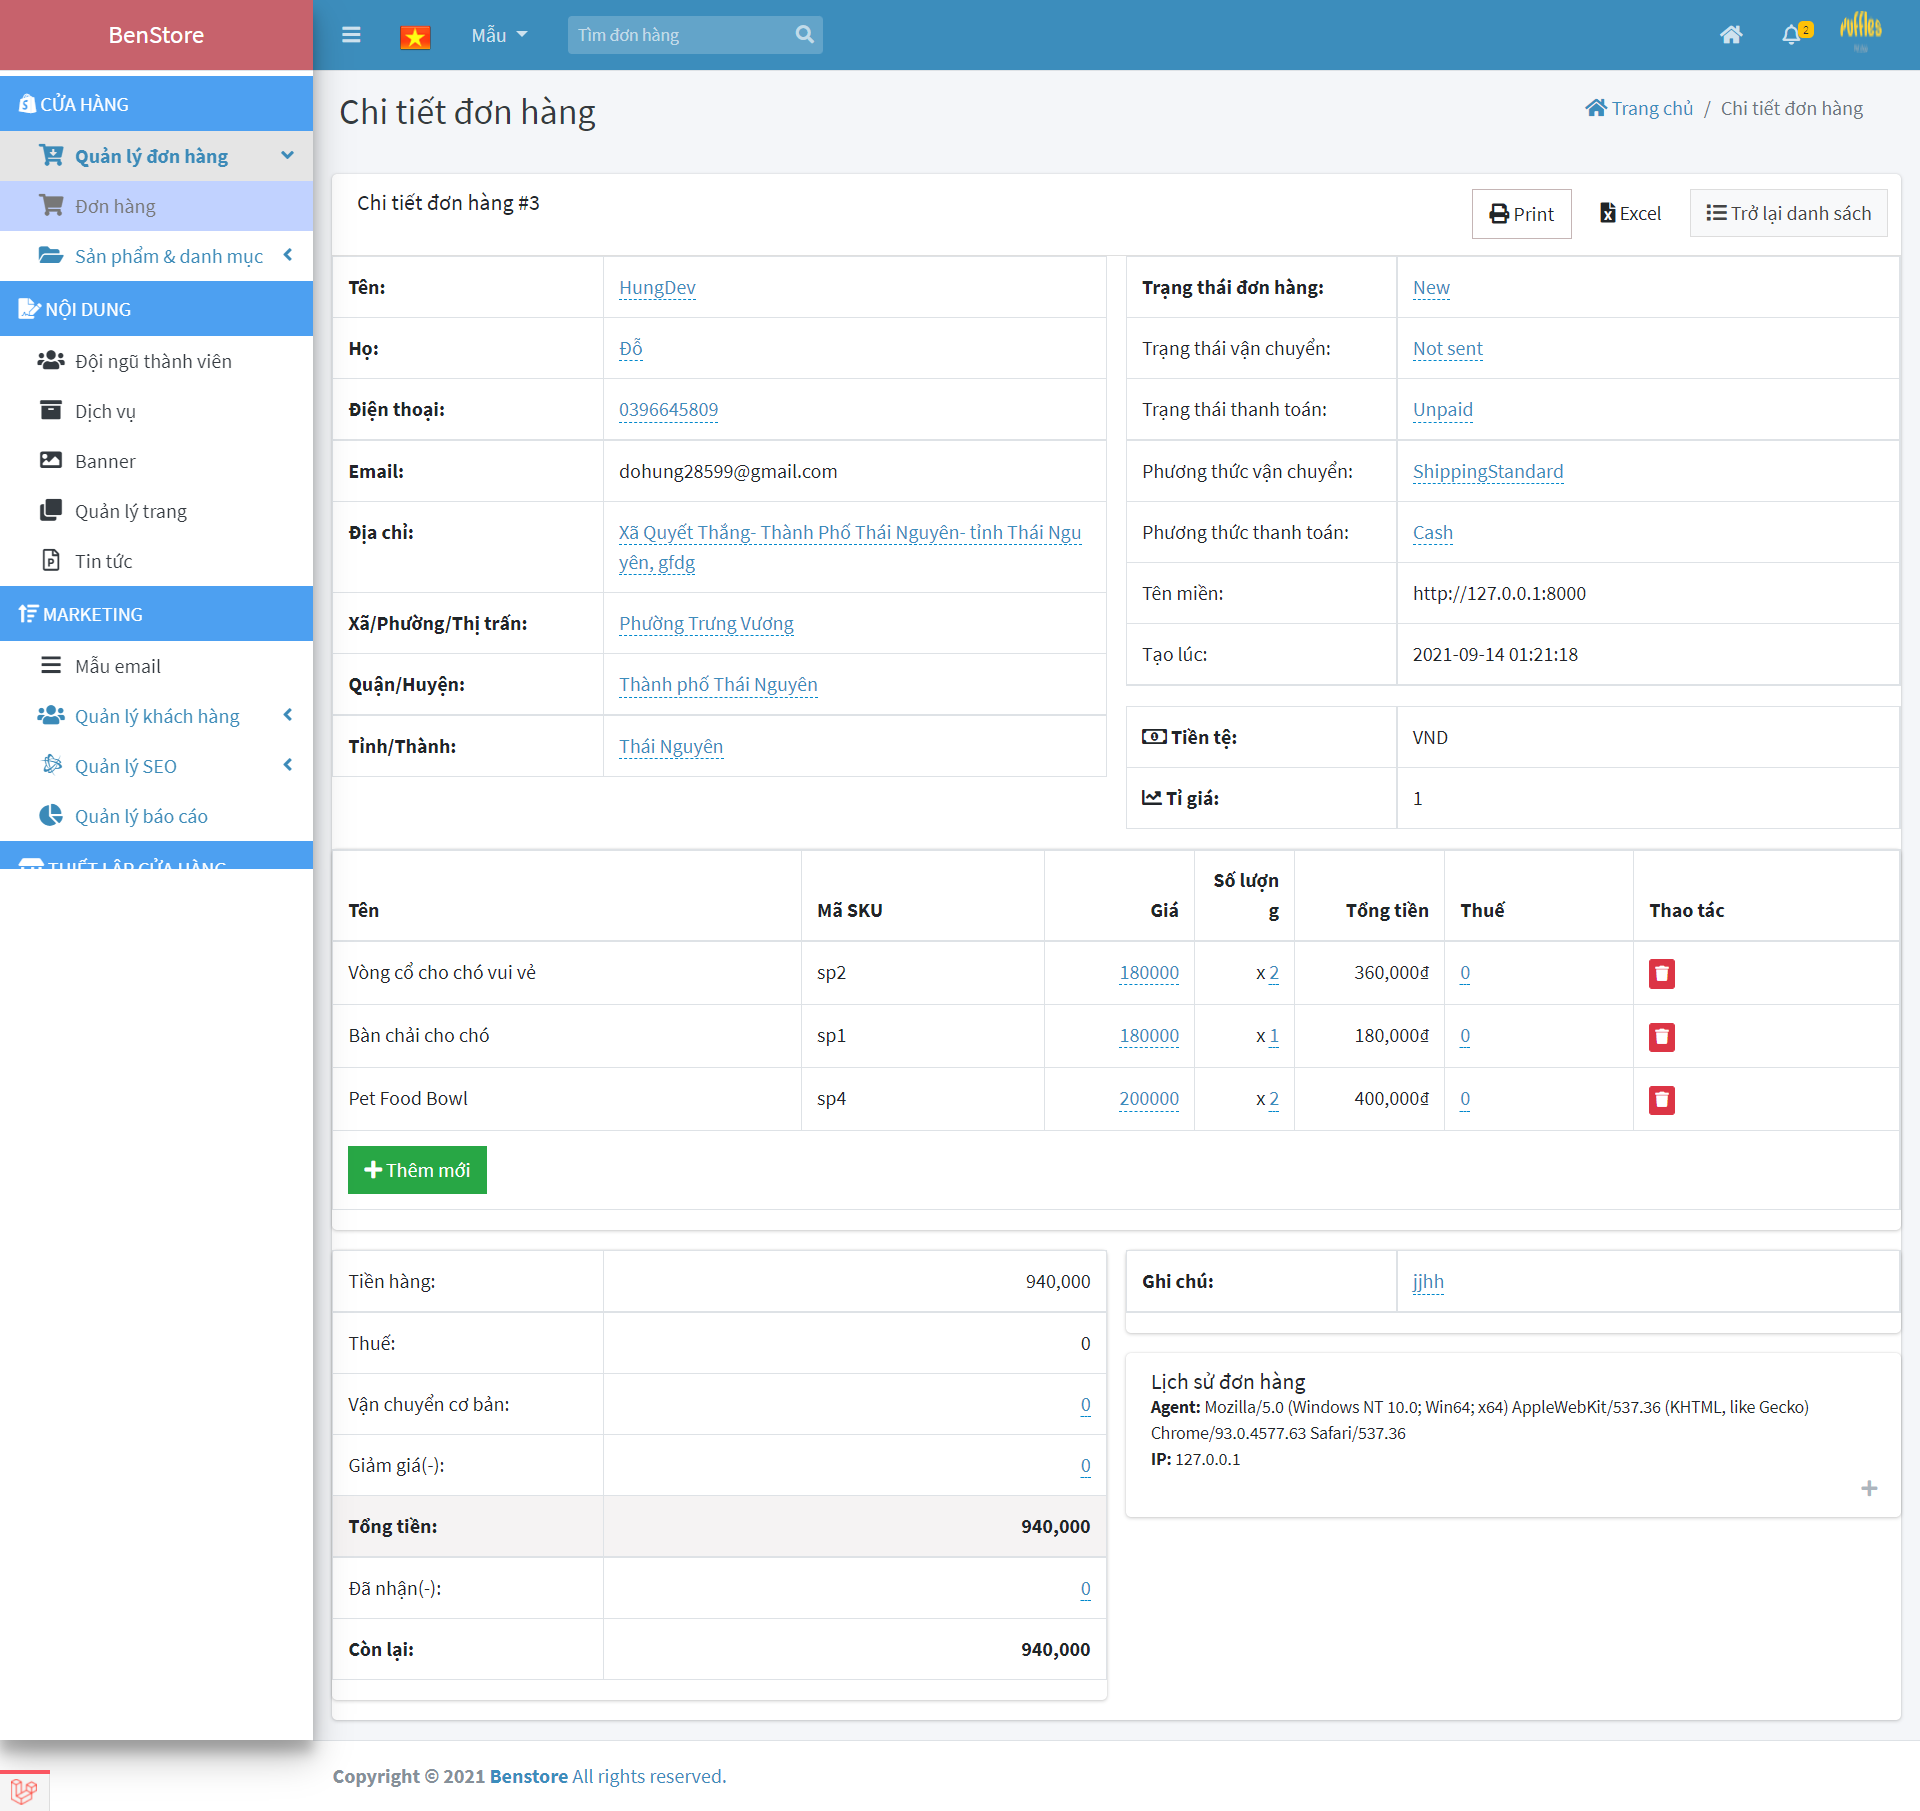 BenStore
Mẫu
Tìm đơn hàng
2
ruffles
CỬA HÀNG
Quản lý đơn hàng
Đơn hàng
Sản phẩm & danh mục
NỘI DUNG
Đội ngũ thành viên
Dịch vụ
Banner
Quản lý trang
Tin tức
MARKETING
Mẫu email
Quản lý khách hàng
Quản lý SEO
Quản lý báo cáo
THIẾT LẬP CỬA HÀNG
Chi tiết đơn hàng
Trang chủ / Chi tiết đơn hàng
Chi tiết đơn hàng #3
Print
Excel
Trở lại danh sách
Tên: HungDev
Họ: Đỗ
Điện thoại: 0396645809
Email: dohung28599@gmail.com
Địa chỉ: Xã Quyết Thắng- Thành Phố Thái Nguyên- tỉnh Thái Ngu
yên, gfdg
Xã/Phường/Thị trấn: Phường Trưng Vương
Quận/Huyện: Thành phố Thái Nguyên
Tỉnh/Thành: Thái Nguyên
Trạng thái đơn hàng: New
Trạng thái vận chuyển: Not sent
Trạng thái thanh toán: Unpaid
Phương thức vận chuyển: ShippingStandard
Phương thức thanh toán: Cash
Tên miền: http://127.0.0.1:8000
Tạo lúc: 2021-09-14 01:21:18
Tiền tệ: VND
Tỉ giá: 1
Tên Mã SKU Giá Số lượn
g Tổng tiền Thuế Thao tác
Vòng cổ cho chó vui vẻ sp2 180000 x 2 360,000₫ 0
Bàn chải cho chó sp1 180000 x 1 180,000₫ 0
Pet Food Bowl sp4 200000 x 2 400,000₫ 0
Thêm mới
Tiền hàng: 940,000
Thuế: 0
Vận chuyển cơ bản: 0
Giảm giá(-): 0
Tổng tiền: 940,000
Đã nhận(-): 0
Còn lại: 940,000
Ghi chú: jjhh
Lịch sử đơn hàng
Agent: Mozilla/5.0 (Windows NT 10.0; Win64; x64) AppleWebKit/537.36 (KHTML, like Gecko)
Chrome/93.0.4577.63 Safari/537.36
IP: 127.0.0.1
Copyright © 2021 Benstore All rights reserved.